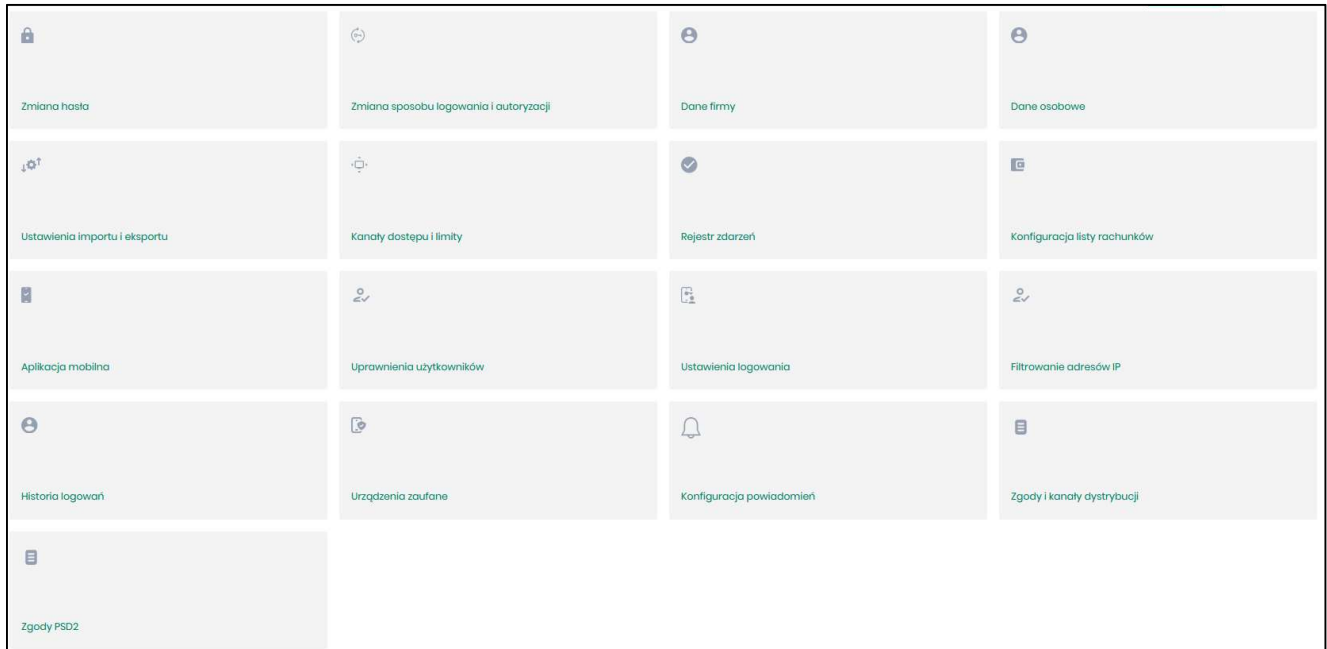 Zmiana hasła
Zmiana sposobu logowania i autoryzacji
Dane firmy
Dane osobowe
Ustawienia importu i eksportu
Kanały dostępu i limity
Rejestr zdarzeń
Konfiguracja listy rachunków
Aplikacja mobilna
Uprawnienia użytkowników
Ustawienia logowania
Filtrowanie adresów IP
Historia logowań
Urządzenia zaufane
Konfiguracja powiadomień
Zgody i kanały dystrybucji
Zgody PSD2